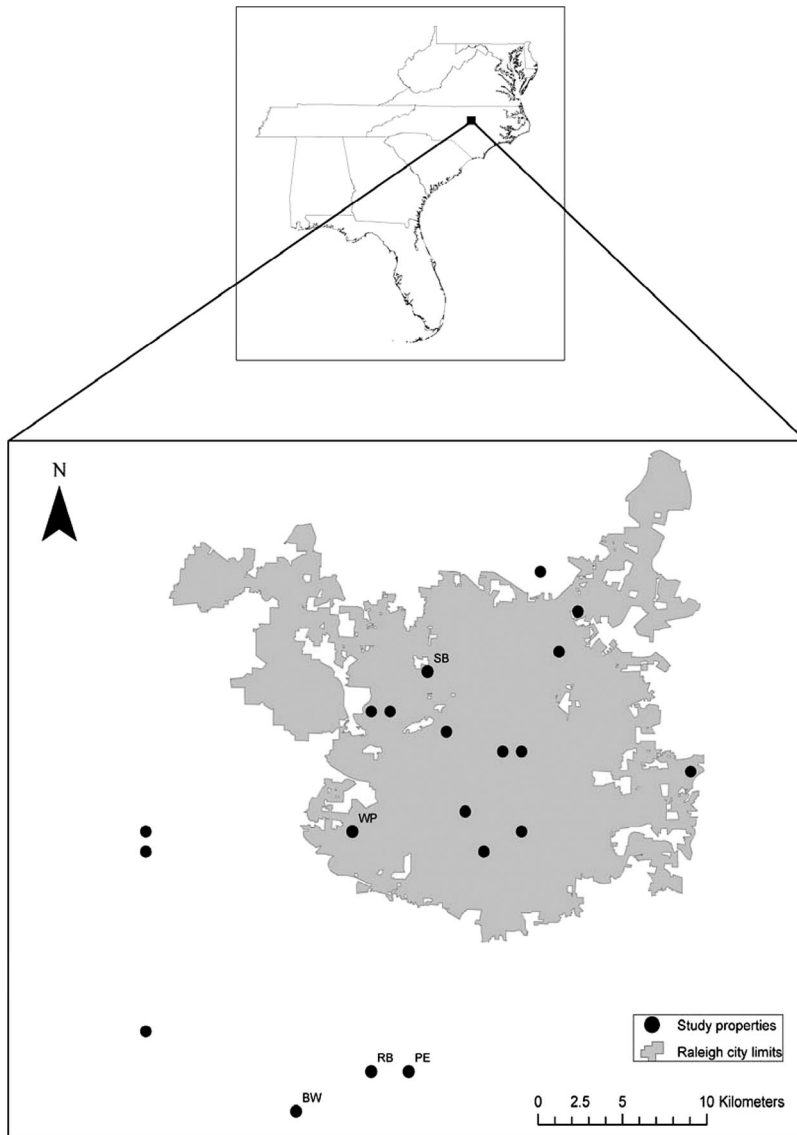 N
SB
WP
RB PE
BW
Study properties
Raleigh city limits
0 2.5 5 10 Kilometers